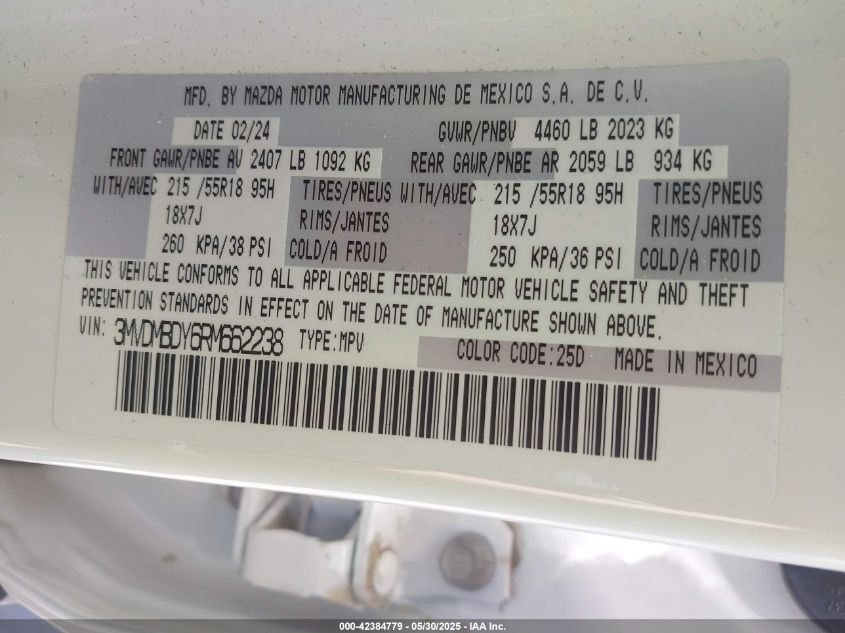 MFD. BY MAZDA MOTOR MANUFACTURING DE MEXICO S.A. DE C.V.
DATE 02/24 GVWR/PNBV 4460 LB 2023 KG
FRONT GAWR/PNBE AV 2407 LB 1092 KG REAR GAWR/PNBE AR 2059 LB 934 KG
WITH/AVEC 215 /55R18 95H TIRES/PNEUS WITH/AVEC 215 /55R18 95H TIRES/PNEUS
18X7J RIMS/JANTES 18X7J RIMS/JANTES
260 KPA/38 PSI COLD/A FROID 250 KPA/36 PSI COLD/A FROID
THIS VEHICLE CONFORMS TO ALL APPLICABLE FEDERAL MOTOR VEHICLE SAFETY AND THEFT
PREVENTION STANDARDS IN EFFECT ON THE DATE OF MANUFACTURE SHOWN ABOVE.
VIN: 3MVDMBDY6RM662238 TYPE:MPV COLOR CODE:25D MADE IN MEXICO
000-42384779 - 05/30/2025 - IAA Inc.